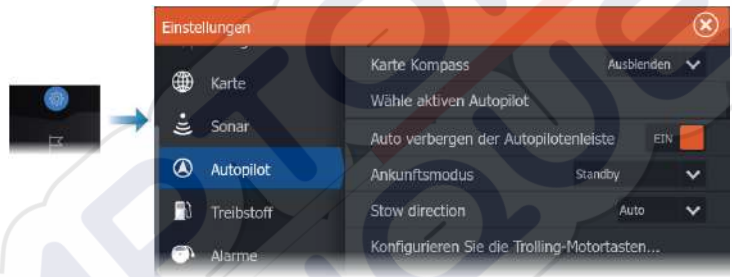 Einstellungen
Karte
Sonar
Autopilot
Treibstoff
Alarme
Karte Kompass Ausblenden
Wähle aktiven Autopilot
Auto verbergen der Autopilotenleiste EIN
Ankunftsmodus Standby
Stow direction Auto
Konfigurieren Sie die Trolling-Motortasten...